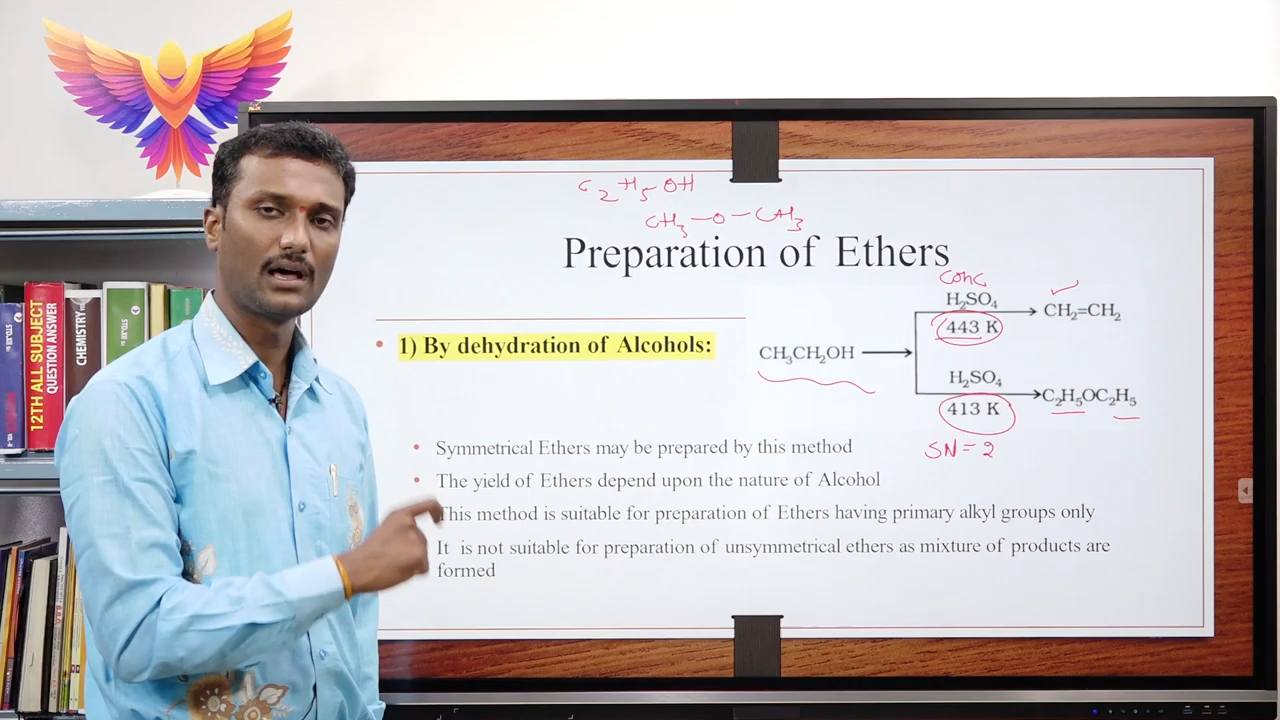 C2H5OH
CH3-O-CH3
Preparation of Ethers
1) By dehydration of Alcohols:
CH3CH2OH
Conc
H2SO4
443 K
CH2=CH2
H2SO4
413 K
C2H5OC2H5
SN=2
Symmetrical Ethers may be prepared by this method
The yield of Ethers depend upon the nature of Alcohol
This method is suitable for preparation of Ethers having primary alkyl groups only
It is not suitable for preparation of unsymmetrical ethers as mixture of products are
formed
12TH ALL SUBJECT
QUESTION ANSWER
CHEMISTRY